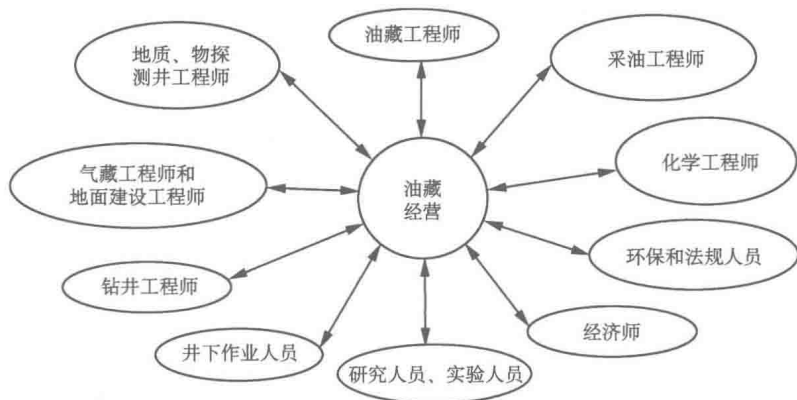 油藏工程师
地质、物探
测井工程师
采油工程师
气藏工程师和
地面建设工程师
油藏
经营
化学工程师
环保和法规人员
钻井工程师
经济师
井下作业人员
研究人员、实验人员